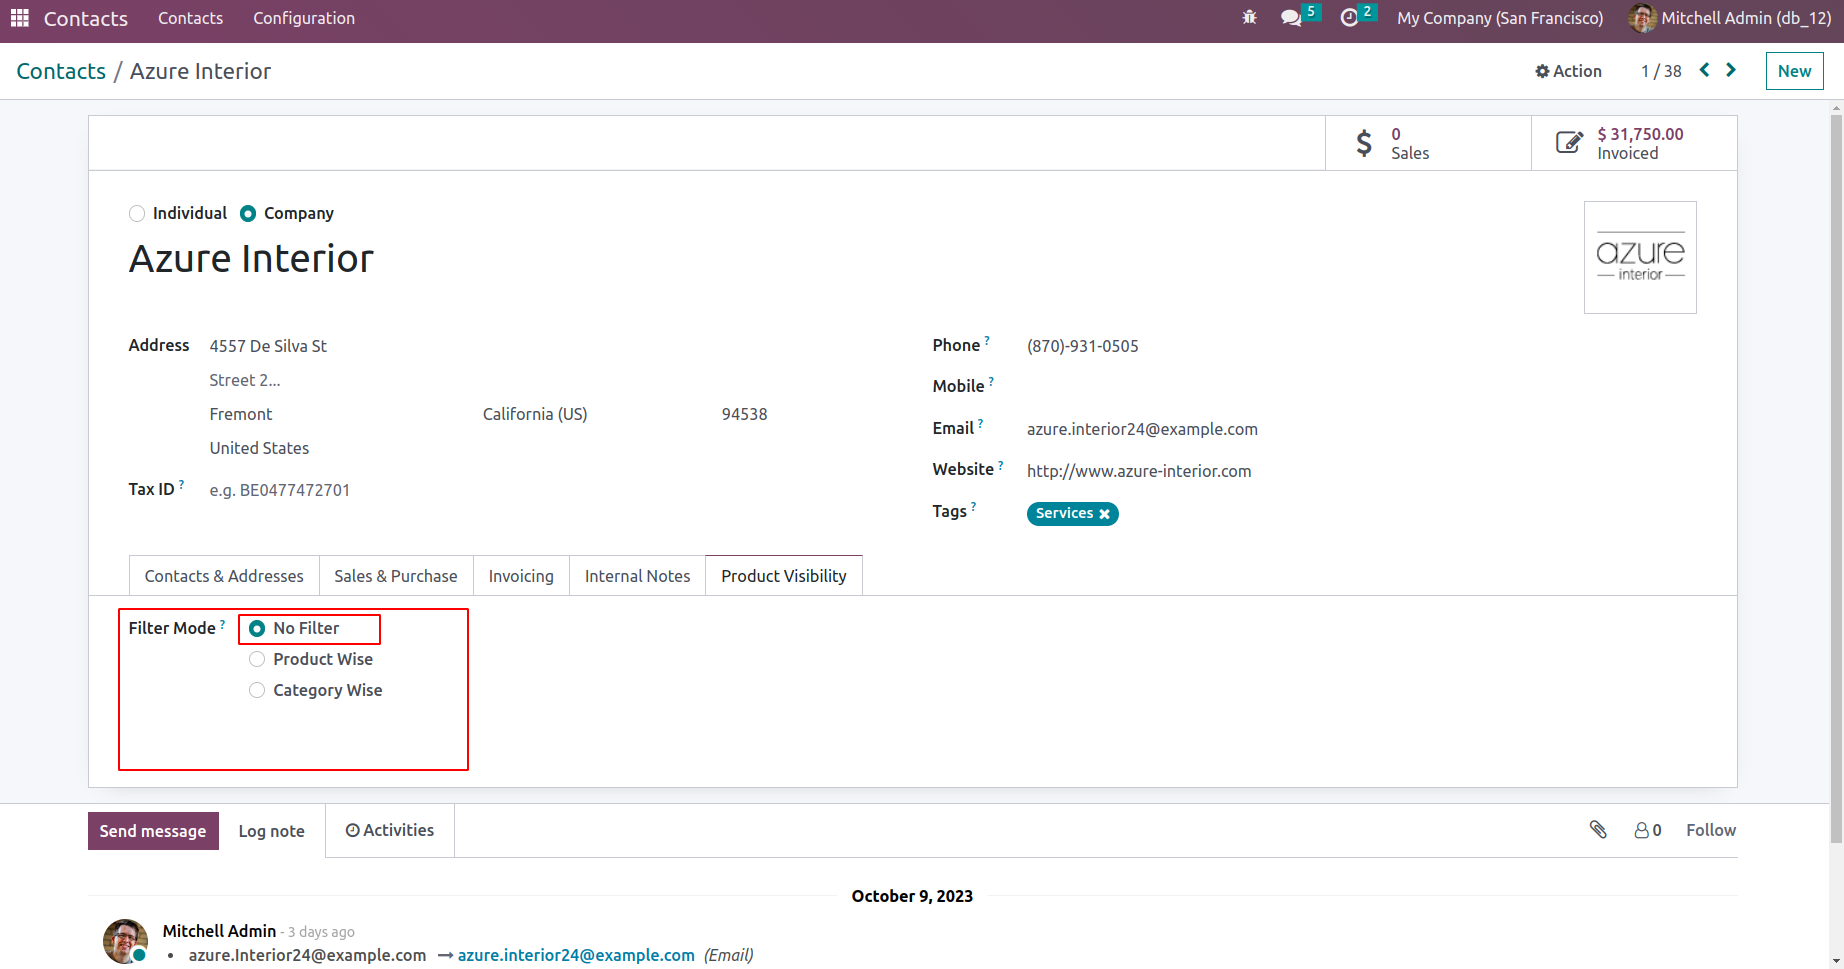 Contacts Contacts Configuration 5 2 My Company (San Francisco) Mitchell Admin (db_12)
Contacts / Azure Interior Action 1 / 38 New
0
Sales
$ 31,750.00
Invoiced
Individual Company
Azure Interior
azure
interior
Address 4557 De Silva St
Street 2...
Fremont California (US) 94538
United States
Tax ID ? e.g. BE0477472701
Phone ? (870)-931-0505
Mobile ?
Email ? azure.interior24@example.com
Website ? http://www.azure-interior.com
Tags ? Services
Contacts & Addresses Sales & Purchase Invoicing Internal Notes Product Visibility
Filter Mode ? No Filter
Product Wise
Category Wise
Send message Log note Activities 0 Follow
October 9, 2023
Mitchell Admin - 3 days ago
• azure.Interior24@example.com → azure.interior24@example.com (Email)